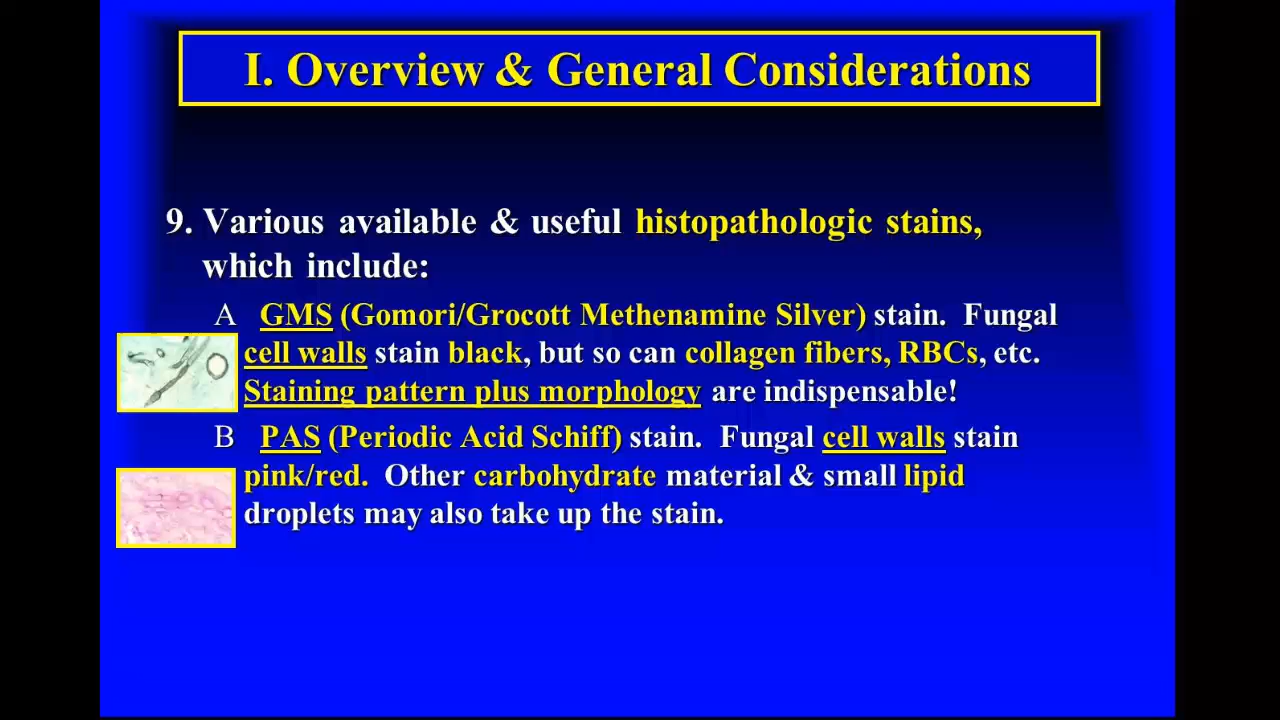 I. Overview & General Considerations
9. Various available & useful histopathologic stains,
which include:
A GMS (Gomori/Grocott Methenamine Silver) stain. Fungal
cell walls stain black, but so can collagen fibers, RBCs, etc.
Staining pattern plus morphology are indispensable!
B PAS (Periodic Acid Schiff) stain. Fungal cell walls stain
pink/red. Other carbohydrate material & small lipid
droplets may also take up the stain.